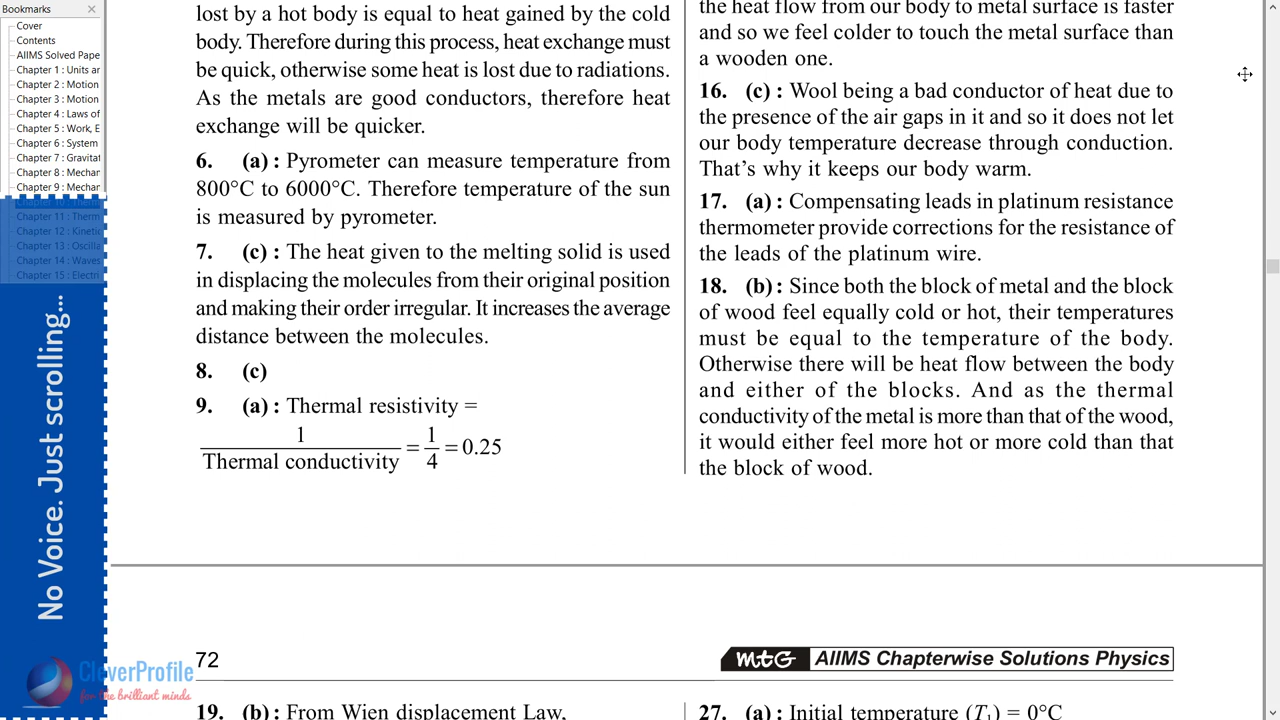 Bookmarks
Cover
Contents
AIIMS Solved Pape
Chapter 1 : Units ar
Chapter 2 : Motion
Chapter 3 : Motion
Chapter 4 : Laws of
Chapter 5 : Work, E
Chapter 6 : System
Chapter 7 : Gravitat
Chapter 8 : Mechar
Chapter 9 : Mechar
Chapter 11 : Therm
Chapter 12 : Kineti
Chapter 13 : Oscilla
Chapter 14 : Waves
Chapter 15 : Electri
No Voice. Just scrolling...
CleverProfile
for the brilliant minds
lost by a hot body is equal to heat gained by the cold
body. Therefore during this process, heat exchange must
be quick, otherwise some heat is lost due to radiations.
As the metals are good conductors, therefore heat
exchange will be quicker.
6. (a) : Pyrometer can measure temperature from
800°C to 6000°C. Therefore temperature of the sun
is measured by pyrometer.
7. (c) : The heat given to the melting solid is used
in displacing the molecules from their original position
and making their order irregular. It increases the average
distance between the molecules.
8. (c)
9. (a) : Thermal resistivity =
1/Thermal conductivity = 1/4 = 0.25
the heat flow from our body to metal surface is faster
and so we feel colder to touch the metal surface than
a wooden one.
16. (c) : Wool being a bad conductor of heat due to
the presence of the air gaps in it and so it does not let
our body temperature decrease through conduction.
That's why it keeps our body warm.
17. (a) : Compensating leads in platinum resistance
thermometer provide corrections for the resistance of
the leads of the platinum wire.
18. (b) : Since both the block of metal and the block
of wood feel equally cold or hot, their temperatures
must be equal to the temperature of the body.
Otherwise there will be heat flow between the body
and either of the blocks. And as the thermal
conductivity of the metal is more than that of the wood,
it would either feel more hot or more cold than that
the block of wood.
72
mtG AIIMS Chapterwise Solutions Physics
19. (b) : From Wien displacement Law,
27. (a) : Initial temperature (T₁) = 0°C